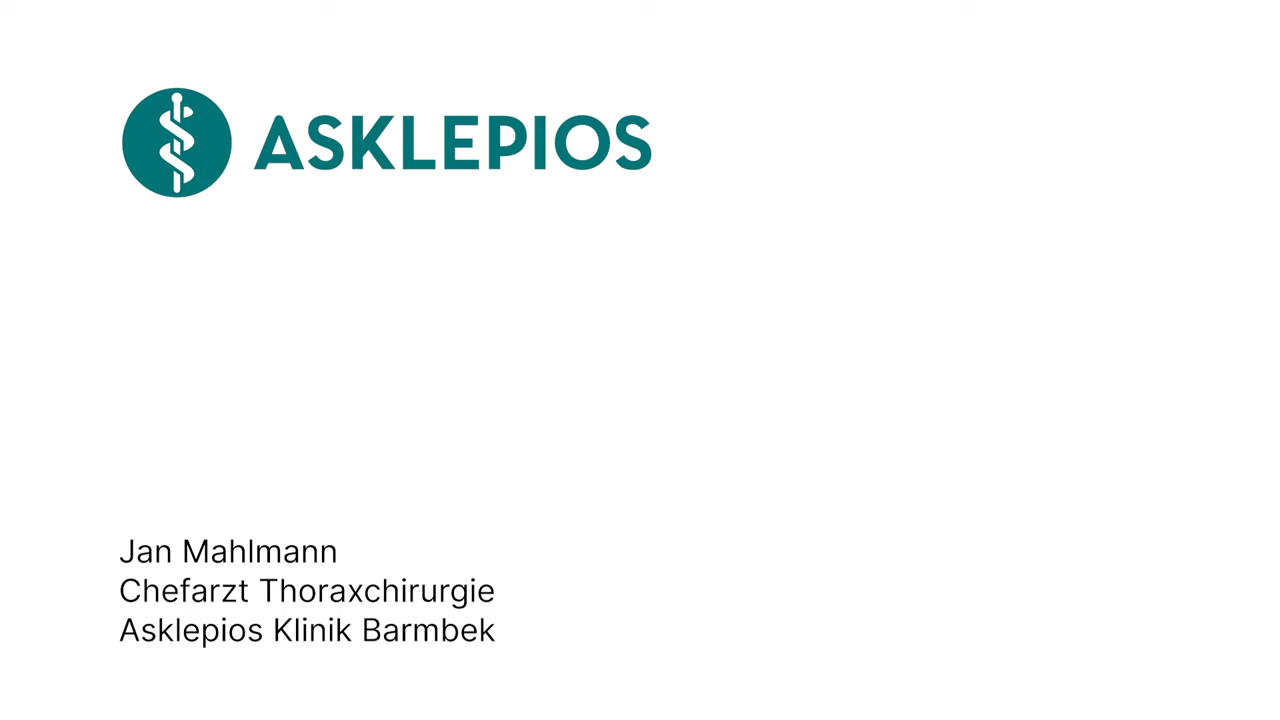 ASKLEPIOS
Jan Mahlmann
Chefarzt Thoraxchirurgie
Asklepios Klinik Barmbek